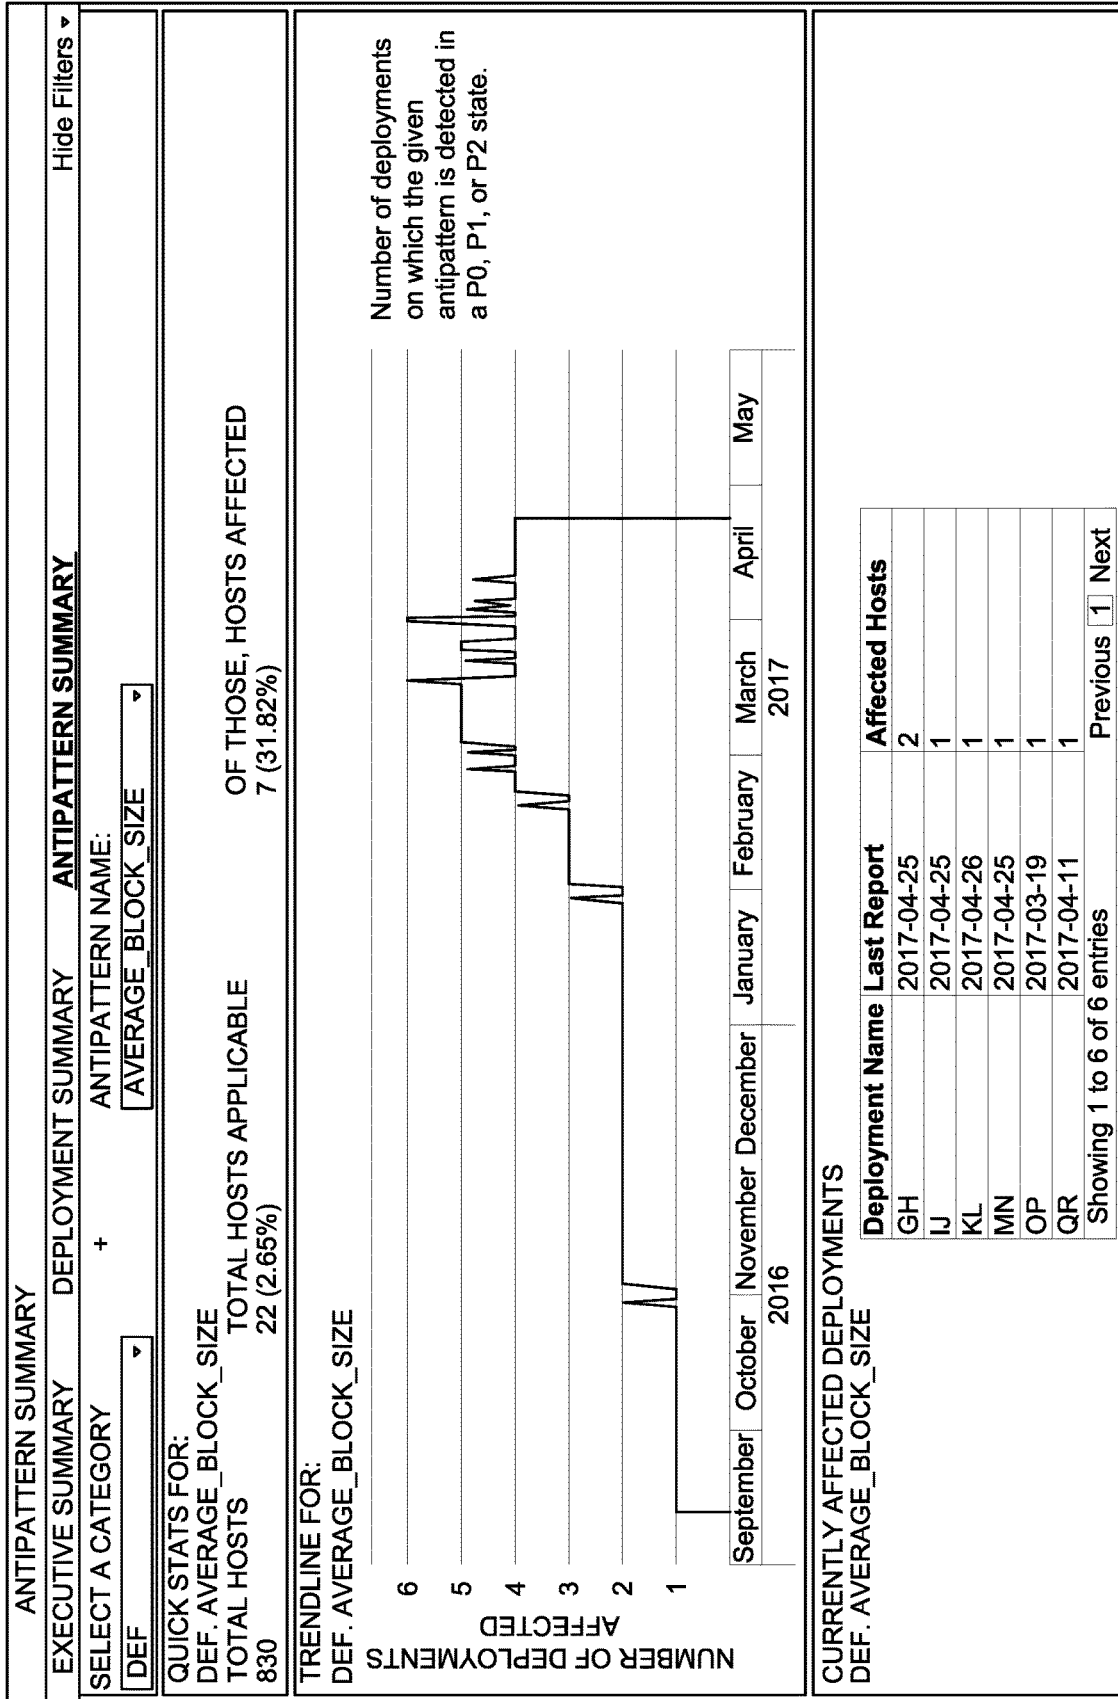 ANTIPATTERN SUMMARY
EXECUTIVE SUMMARY DEPLOYMENT SUMMARY ANTIPATTERN SUMMARY Hide Filters
SELECT A CATEGORY + ANTIPATTERN NAME:
DEF AVERAGE_BLOCK_SIZE
QUICK STATS FOR:
DEF. AVERAGE_BLOCK_SIZE
TOTAL HOSTS TOTAL HOSTS APPLICABLE OF THOSE, HOSTS AFFECTED
830 22 (2.65%) 7 (31.82%)
TRENDLINE FOR:
DEF. AVERAGE_BLOCK_SIZE
NUMBER OF DEPLOYMENTS
AFFECTED
6
5
4
3
2
1
September October November December January February March April May
2016 2017
Number of deployments
on which the given
antipattern is detected in
a P0, P1, or P2 state.
CURRENTLY AFFECTED DEPLOYMENTS
DEF. AVERAGE_BLOCK_SIZE
Deployment Name Last Report Affected Hosts
GH 2017-04-25 2
IJ 2017-04-25 1
KL 2017-04-26 1
MN 2017-04-25 1
OP 2017-03-19 1
QR 2017-04-11 1
Showing 1 to 6 of 6 entries Previous 1 Next